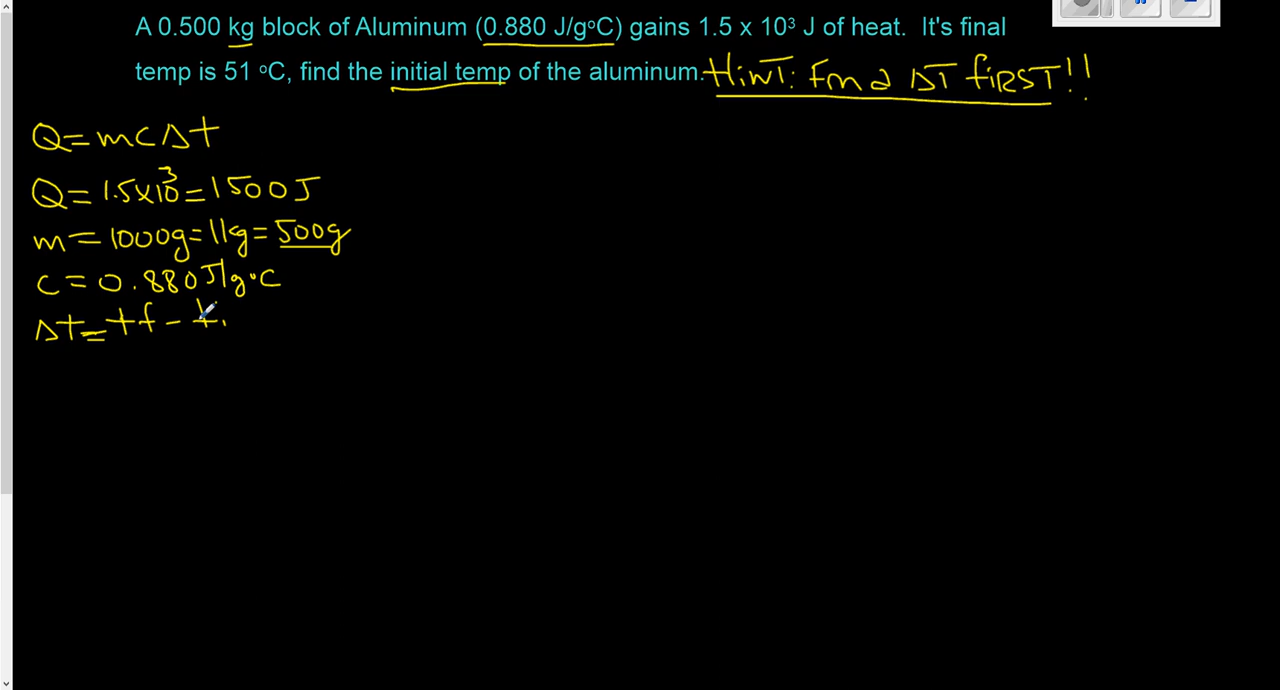 A 0.500 kg block of Aluminum (0.880 J/g°C) gains 1.5 x 10³ J of heat.  It's final
temp is 51 °C, find the initial temp of the aluminum. HINT: Find ΔT FIRST!!
Q = mcΔt
Q = 1.5x10³ = 1500J
m = 1000g = 1kg = 500g
c = 0.880 J/g°C
Δt = tf - ti